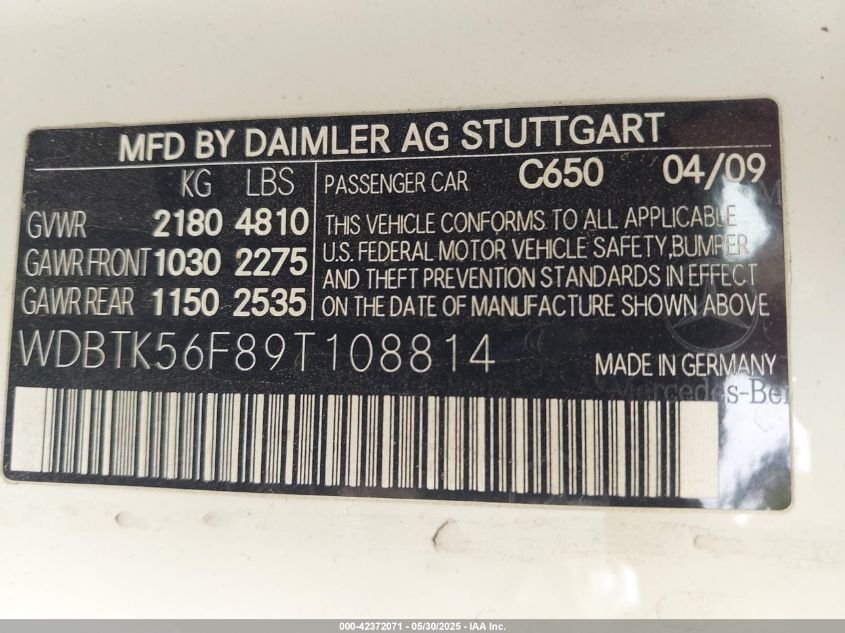 MFD BY DAIMLER AG STUTTGART
KG LBS
PASSENGER CAR C650 04/09
GVWR 2180 4810
GAWR FRONT 1030 2275
GAWR REAR 1150 2535
THIS VEHICLE CONFORMS TO ALL APPLICABLE
U.S. FEDERAL MOTOR VEHICLE SAFETY,BUMPER
AND THEFT PREVENTION STANDARDS IN EFFECT
ON THE DATE OF MANUFACTURE SHOWN ABOVE
WDBTK56F89T108814
MADE IN GERMANY
Mercedes-Be
000-42372071 - 05/30/2025 - IAA Inc.